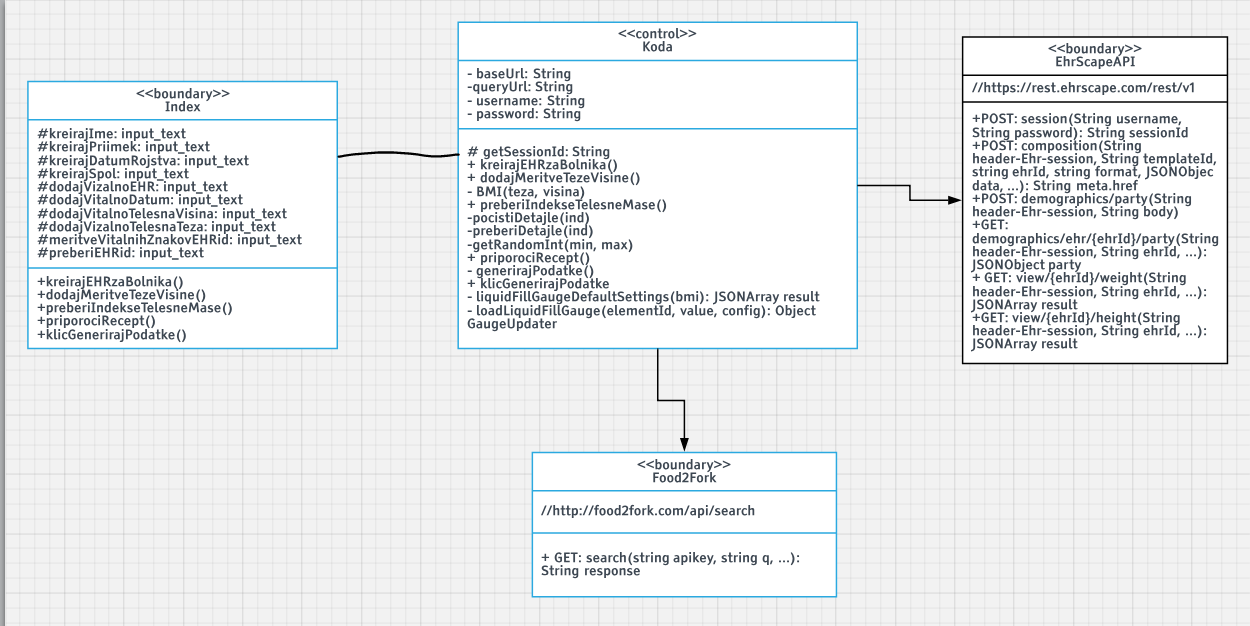 <<boundary>>
Index
#kreirajIme: input_text
#kreirajPriimek: input_text
#kreirajDatumRojstva: input_text
#kreirajSpol: input_text
#dodajVizalnoEHR: input_text
#dodajVitalnoDatum: input_text
#dodajVitalnoTelesnaVisina: input_text
#dodajVizalnoTelesnaTeza: input_text
#meritveVitalnihZnakovEHRid: input_text
#preberiEHRid: input_text
+kreirajEHRzaBolnika()
+dodajMeritveTezeVisine()
+preberiIndekseTelesneMase()
+priporociRecept()
+klicGenerirajPodatke()
<<control>>
Koda
- baseUrl: String
-queryUrl: String
- username: String
- password: String
# getSessionId: String
+ kreirajEHRzaBolnika()
+ dodajMeritveTezeVisine()
- BMI(teza, visina)
+ preberiIndekseTelesneMase()
-pocistiDetajle(ind)
-preberiDetajle(ind)
-getRandomInt(min, max)
+ priporociRecept()
- generirajPodatke()
+ klicGenerirajPodatke
- liquidFillGaugeDefaultSettings(bmi): JSONArray result
- loadLiquidFillGauge(elementId, value, config): Object
GaugeUpdater
<<boundary>>
EhrScapeAPI
//https://rest.ehrscape.com/rest/v1
+POST: session(String username,
String password): String sessionId
+POST: composition(String
header-Ehr-session, String templateId,
string ehrId, string format, JSONObjec
data, ...): String meta.href
+POST: demographics/party(String
header-Ehr-session, String body)
+GET:
demographics/ehr/{ehrId}/party(String
header-Ehr-session, String ehrId, ...):
JSONObject party
+ GET: view/{ehrId}/weight(String
header-Ehr-session, String ehrId, ...):
JSONArray result
+GET: view/{ehrId}/height(String
header-Ehr-session, String ehrId, ...):
JSONArray result
<<boundary>>
Food2Fork
//http://food2fork.com/api/search
+ GET: search(string apikey, string q, ...):
String response